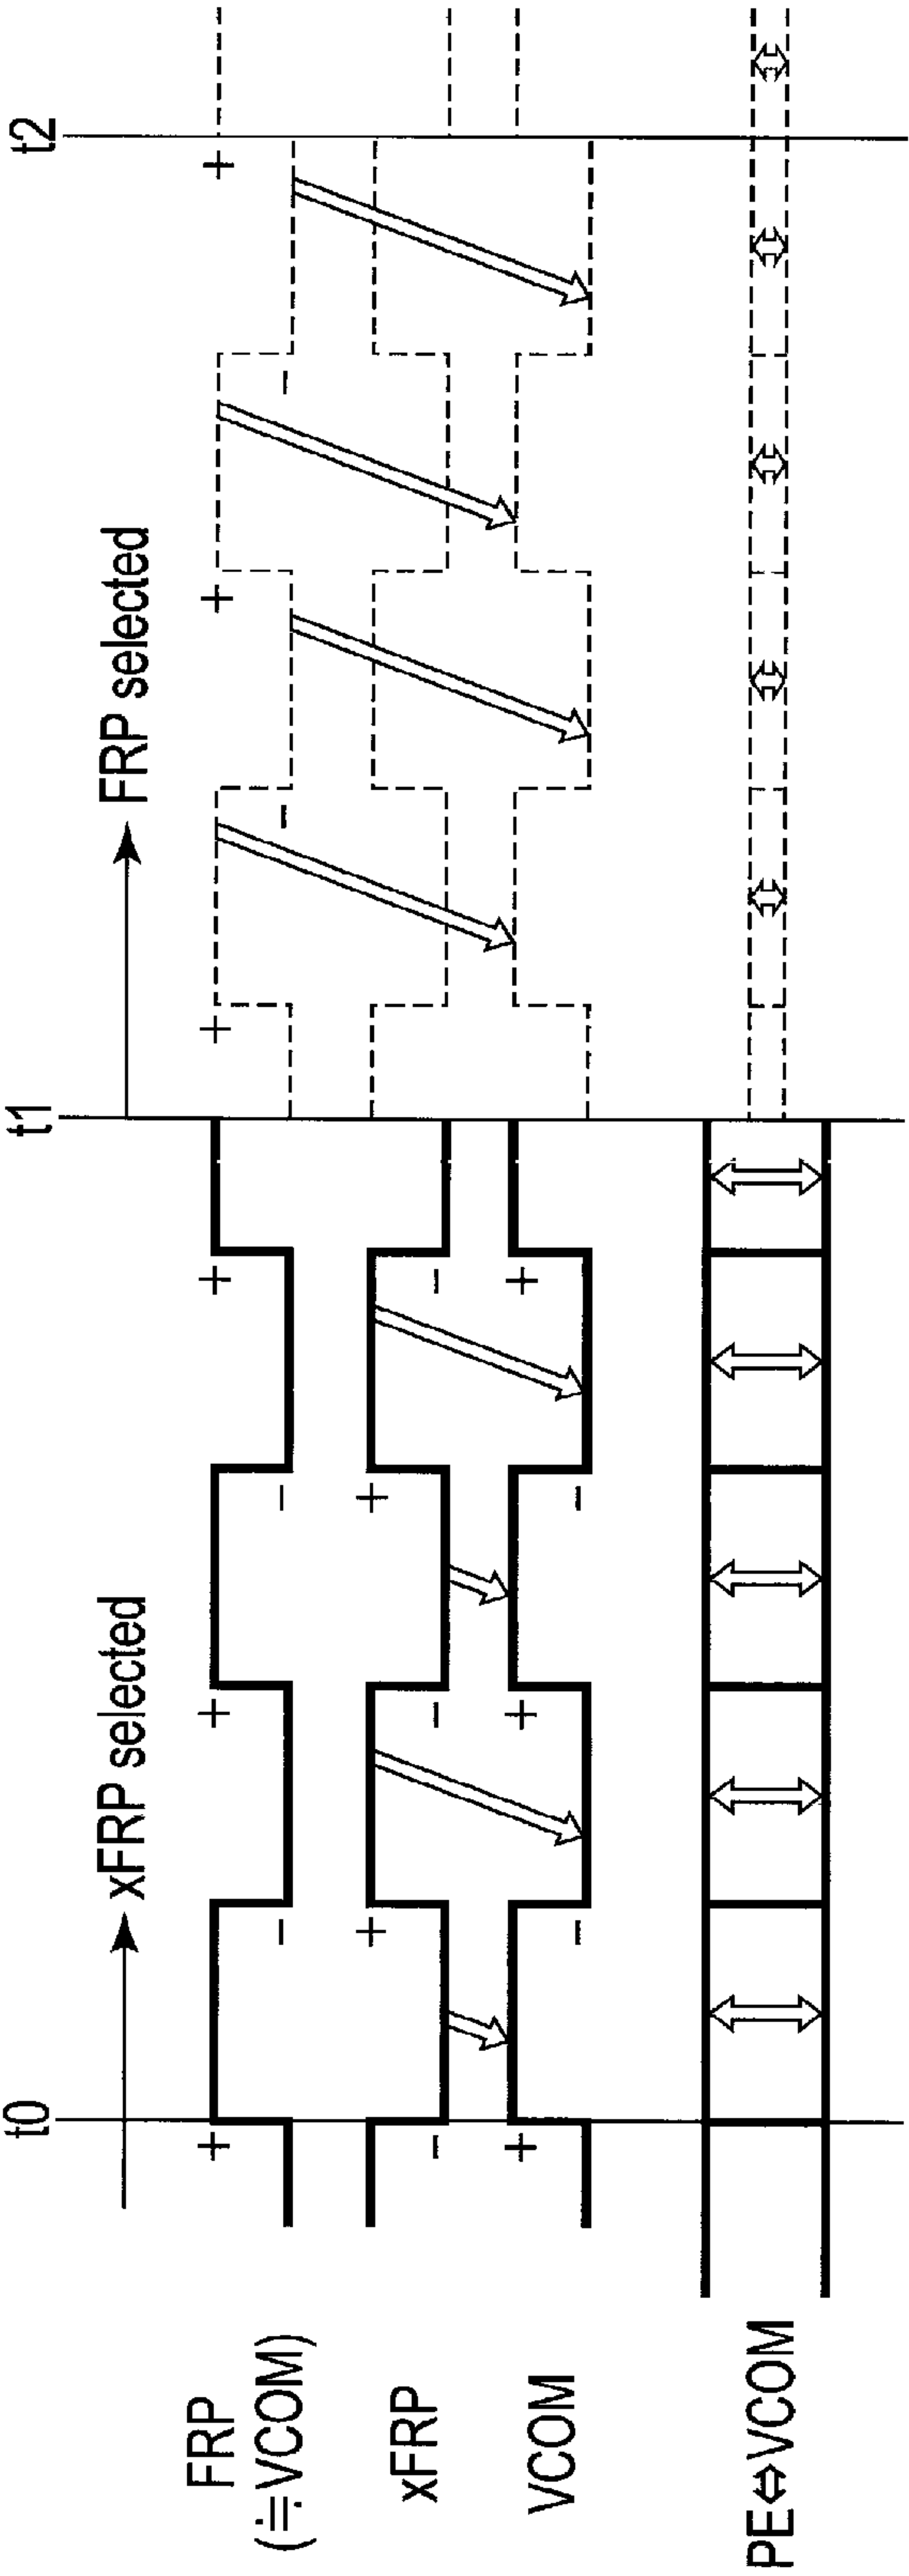 t0
t1
t2
xFRP selected
FRP selected
FRP
(≒VCOM)
+
−
+
−
+
+
−
+
−
+
xFRP
−
+
−
+
−
VCOM
+
−
+
−
+
PE⇔VCOM